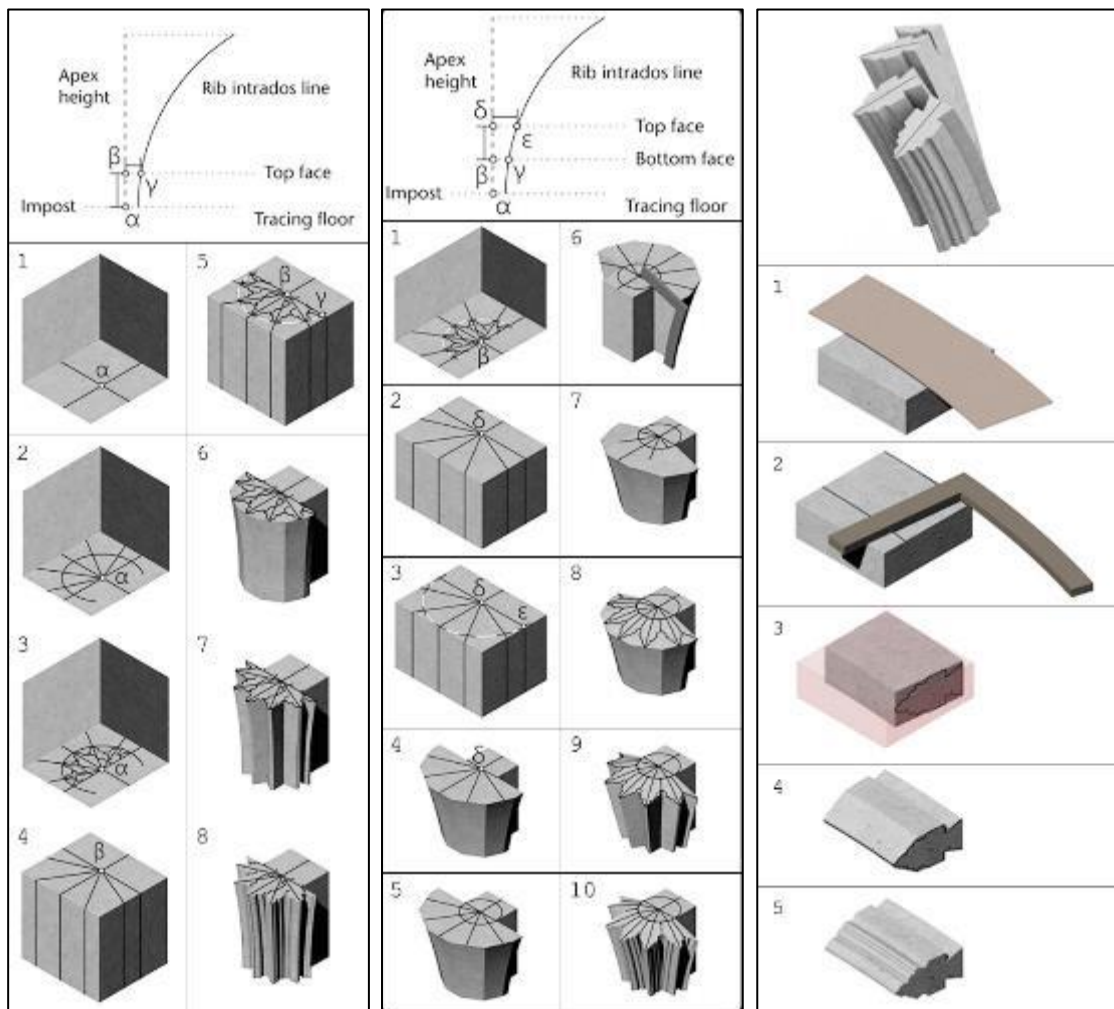 Apex
height
Rib intrados line
β
γ
Top face
Impost
α
Tracing floor
1
α
5
β
γ
2
α
6
3
α
7
4
β
8
Apex
height
Rib intrados line
δ
ε
Top face
β
γ
Bottom face
Impost
α
Tracing floor
1
β
6
2
δ
7
3
δ
ε
8
4
δ
9
5
10
1
2
3
4
5